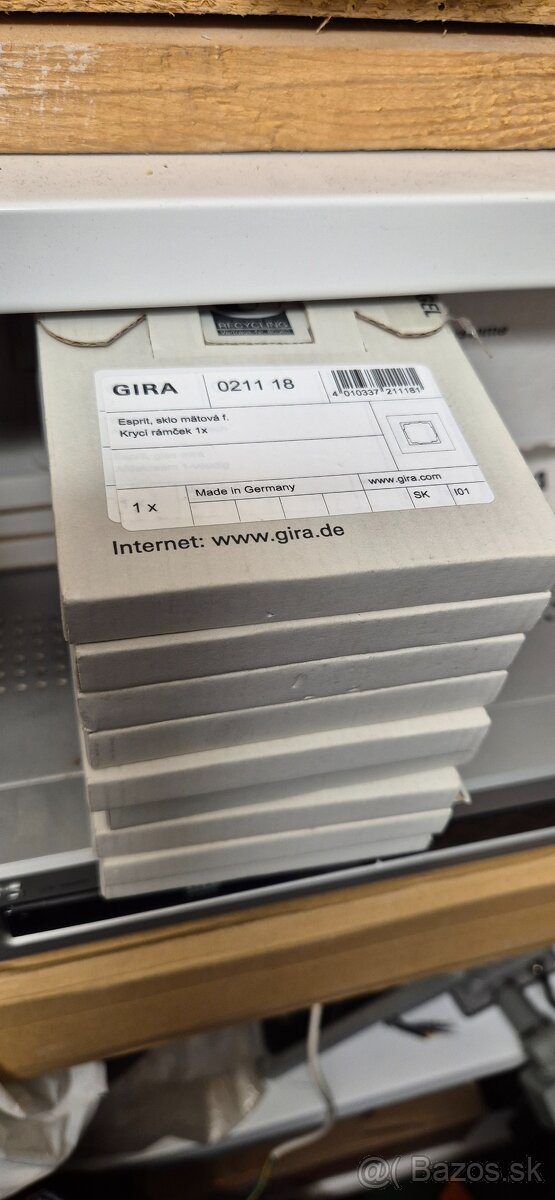 RECYCLING
GIRA
0211 18
4 010337 211181
Esprit, sklo mätová f.
Krycí rámček 1x
1 x
Made in Germany
www.gira.com
SK
I01
Internet: www.gira.de
@( Bazos.sk